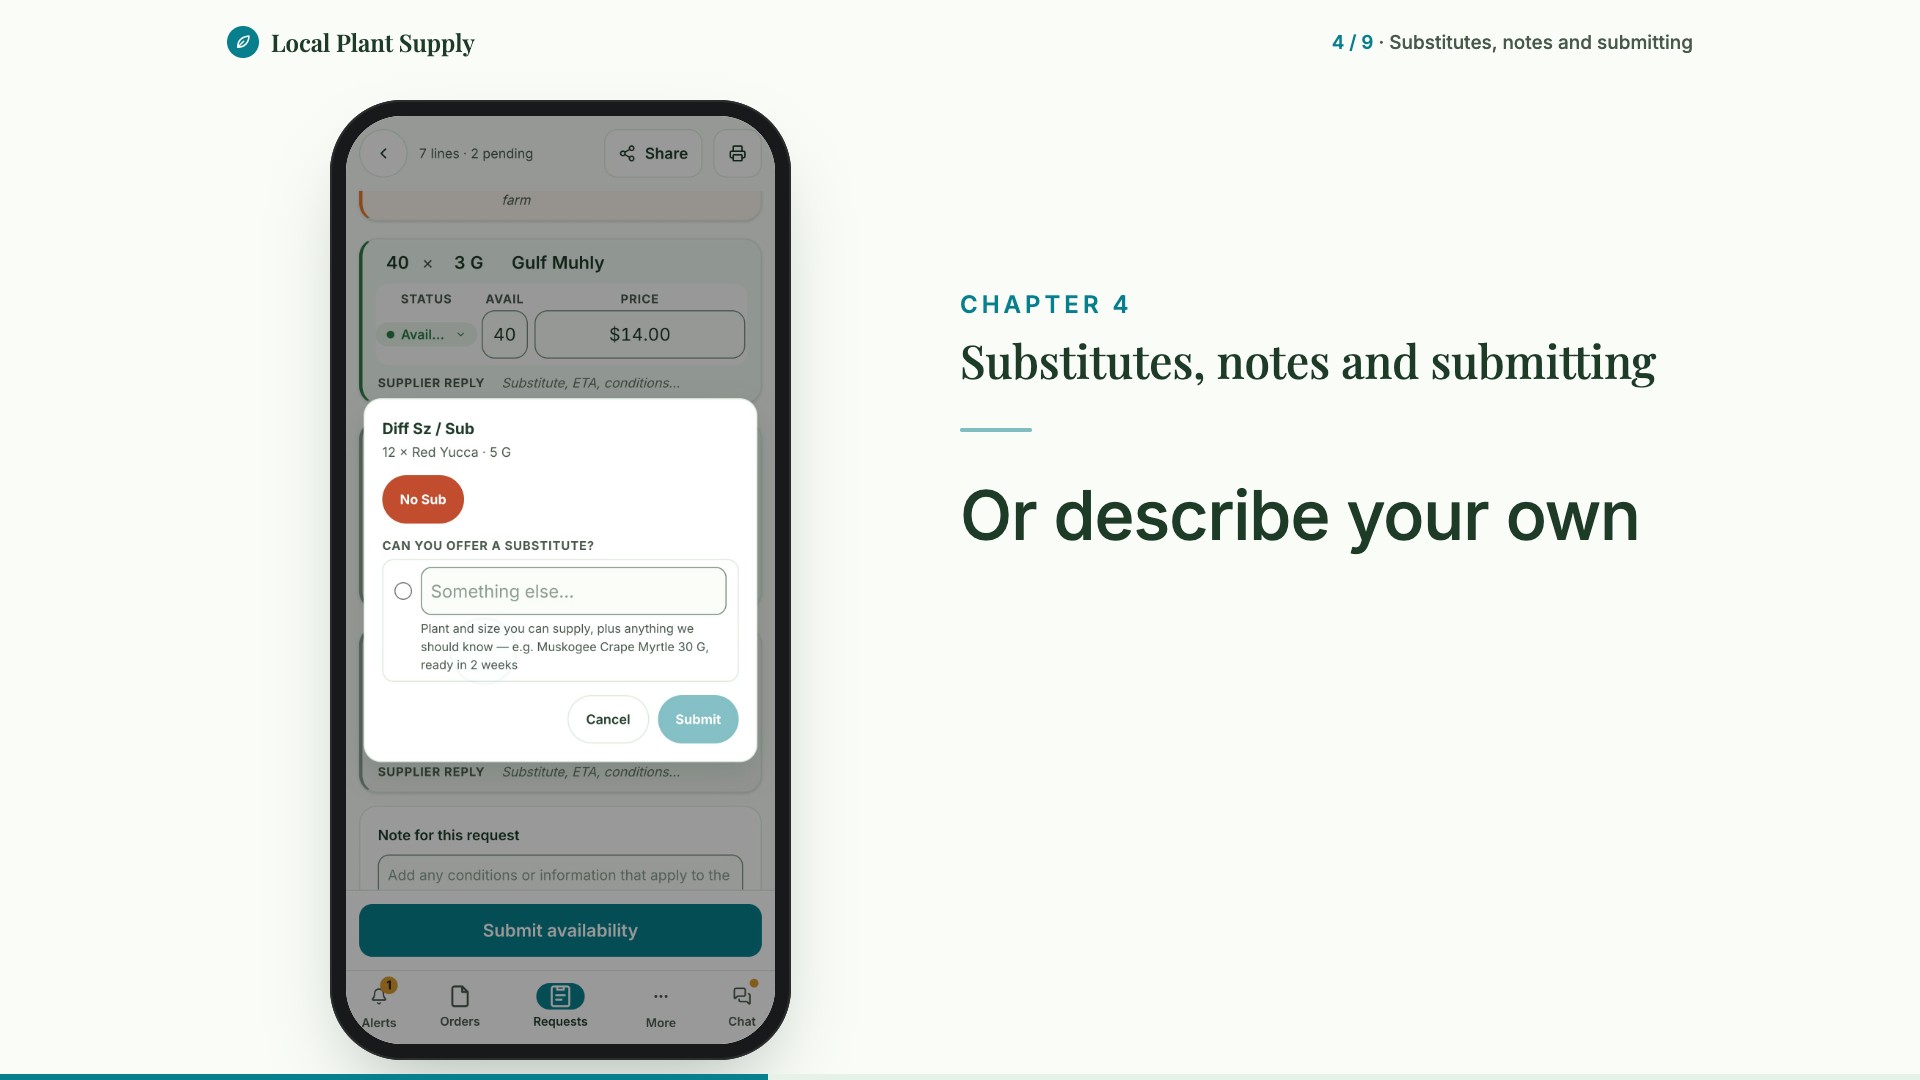 Local Plant Supply
4 / 9 · Substitutes, notes and submitting
7 lines · 2 pending
Share
farm
40 × 3 G Gulf Muhly
STATUS AVAIL PRICE
Avail... 40 $14.00
SUPPLIER REPLY Substitute, ETA, conditions...
Diff Sz / Sub
12 × Red Yucca · 5 G
No Sub
CAN YOU OFFER A SUBSTITUTE?
Something else...
Plant and size you can supply, plus anything we
should know — e.g. Muskogee Crape Myrtle 30 G,
ready in 2 weeks
Cancel Submit
SUPPLIER REPLY Substitute, ETA, conditions...
Note for this request
Add any conditions or information that apply to the
Submit availability
1
Alerts Orders Requests More Chat
CHAPTER 4
Substitutes, notes and submitting
Or describe your own